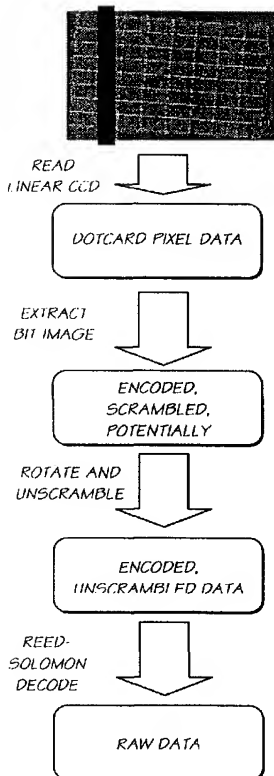 READ
LINEAR CCD
DOTCARD PIXEL DATA
EXTRACT
BIT IMAGE
ENCODED,
SCRAMBLED,
POTENTIALLY
ROTATE AND
UNSCRAMBLE
ENCODED,
UNSCRAMBLED DATA
REED-
SOLOMON
DECODE
RAW DATA